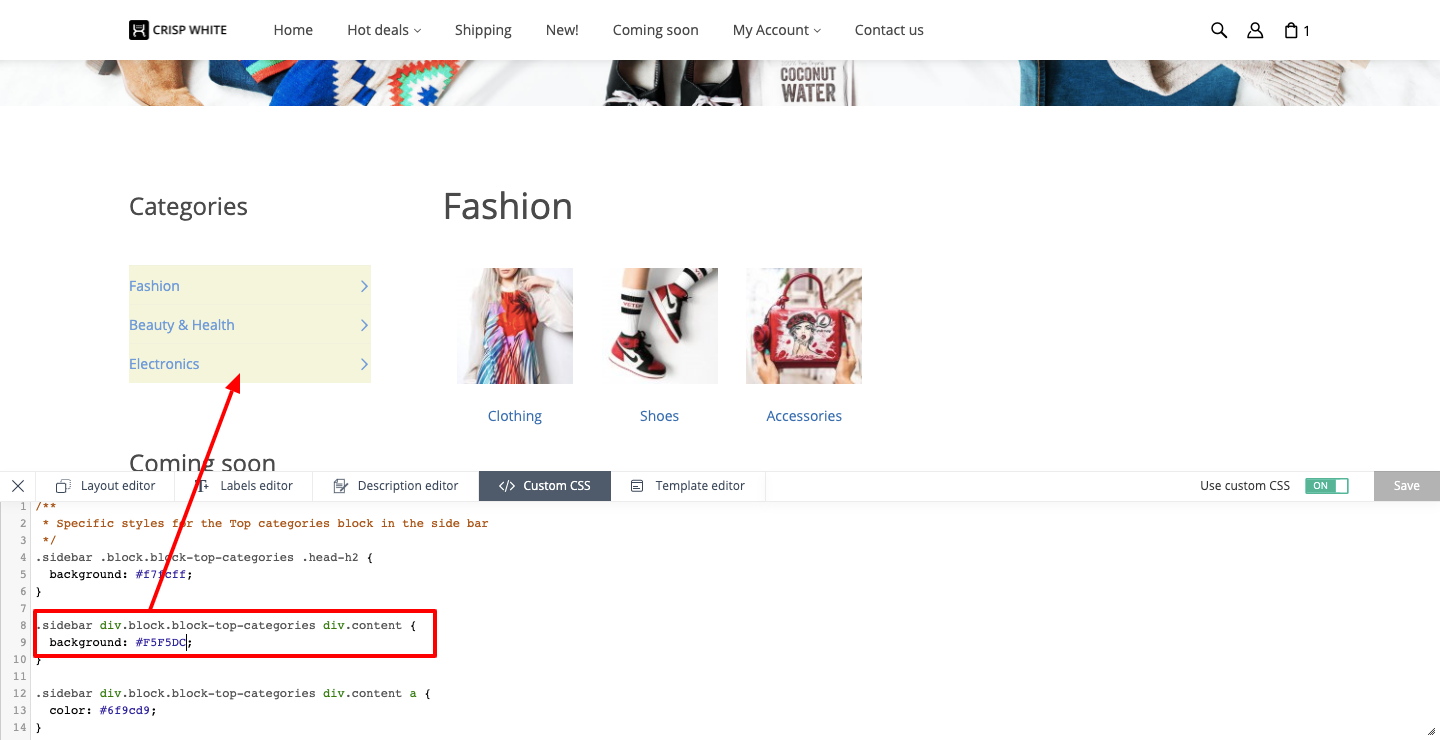 CRISP WHITE Home Hot deals Shipping New! Coming soon My Account Contact us 1
COCONUT
WATER
Categories
Fashion
Fashion
Beauty & Health
Electronics
Clothing Shoes Accessories
Coming soon
Layout editor Labels editor Description editor </> Custom CSS Template editor Use custom CSS ON Save
1 /**
2 * Specific styles for the Top categories block in the side bar
3 */
4 .sidebar .block.block-top-categories .head-h2 {
5 background: #f7fcff;
6 }
7
8 .sidebar div.block.block-top-categories div.content {
9 background: #F5F5DC;
10 }
11
12 .sidebar div.block.block-top-categories div.content a {
13 color: #6f9cd9;
14 }